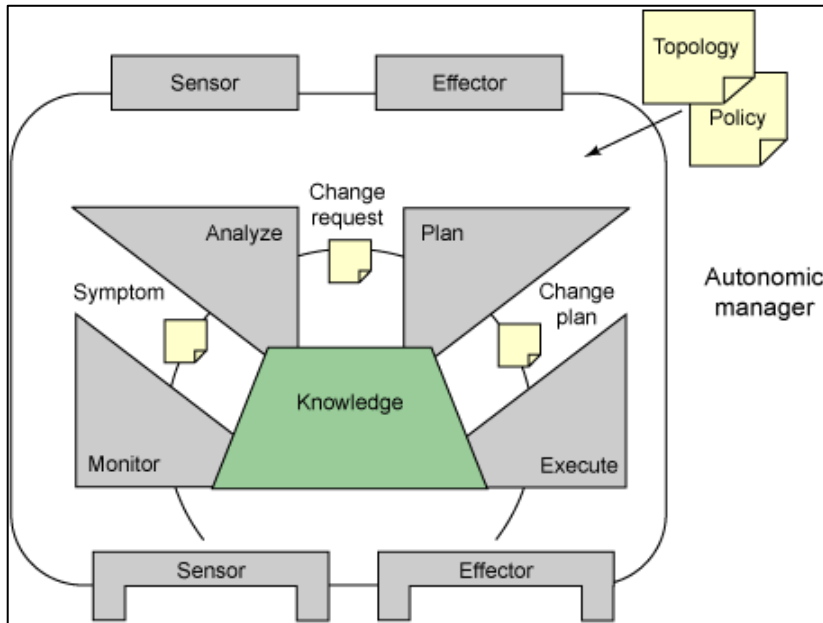 Topology
Policy
Sensor
Effector
Change
request
Analyze
Plan
Symptom
Change
plan
Autonomic
manager
Knowledge
Monitor
Execute
Sensor
Effector